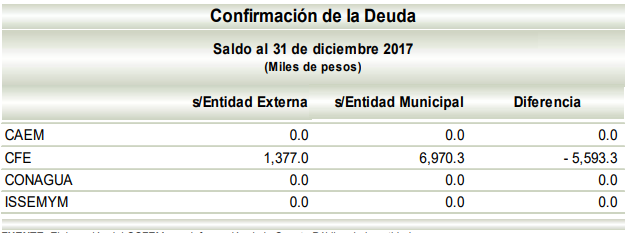 Confirmación de la Deuda
Saldo al 31 de diciembre 2017
(Miles de pesos)
s/Entidad Externa s/Entidad Municipal Diferencia
CAEM 0.0 0.0 0.0
CFE 1,377.0 6,970.3 - 5,593.3
CONAGUA 0.0 0.0 0.0
ISSEMYM 0.0 0.0 0.0